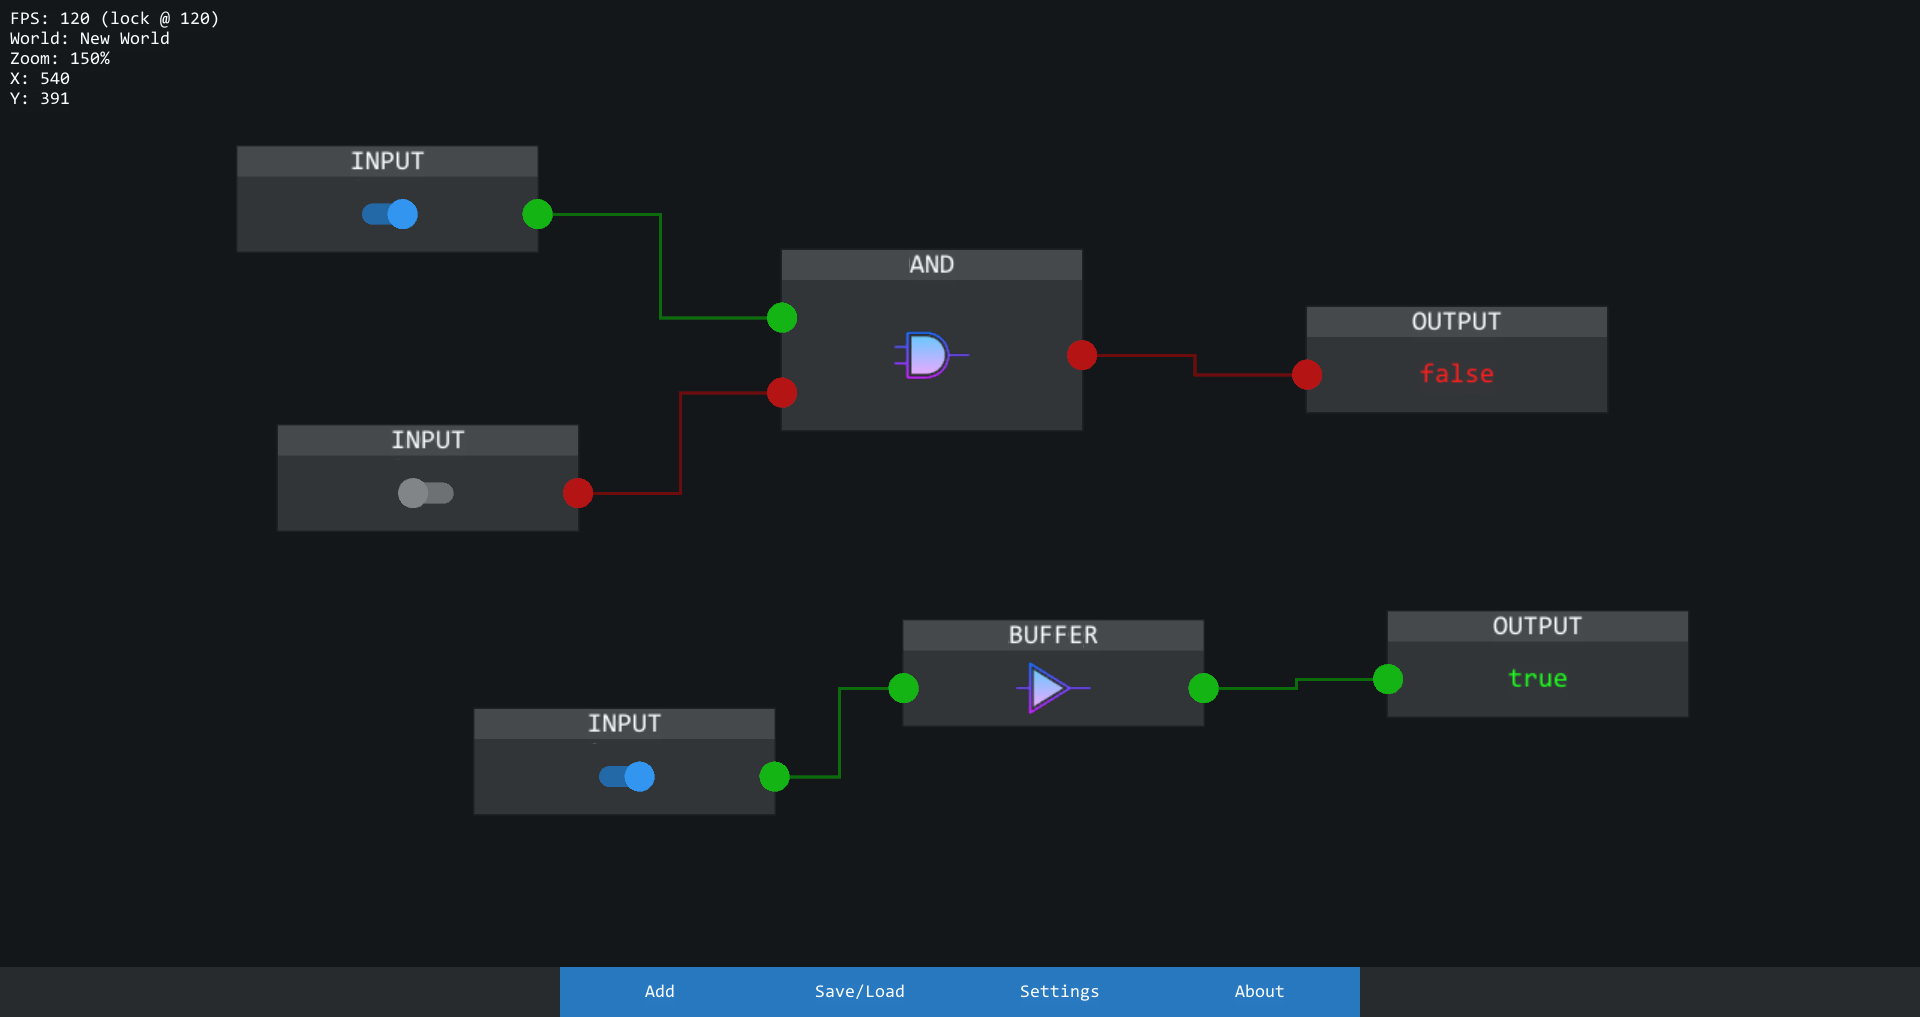 FPS: 120 (lock @ 120)
World: New World
Zoom: 150%
X: 540
Y: 391
INPUT
AND
OUTPUT
false
INPUT
BUFFER
OUTPUT
true
INPUT
Add
Save/Load
Settings
About